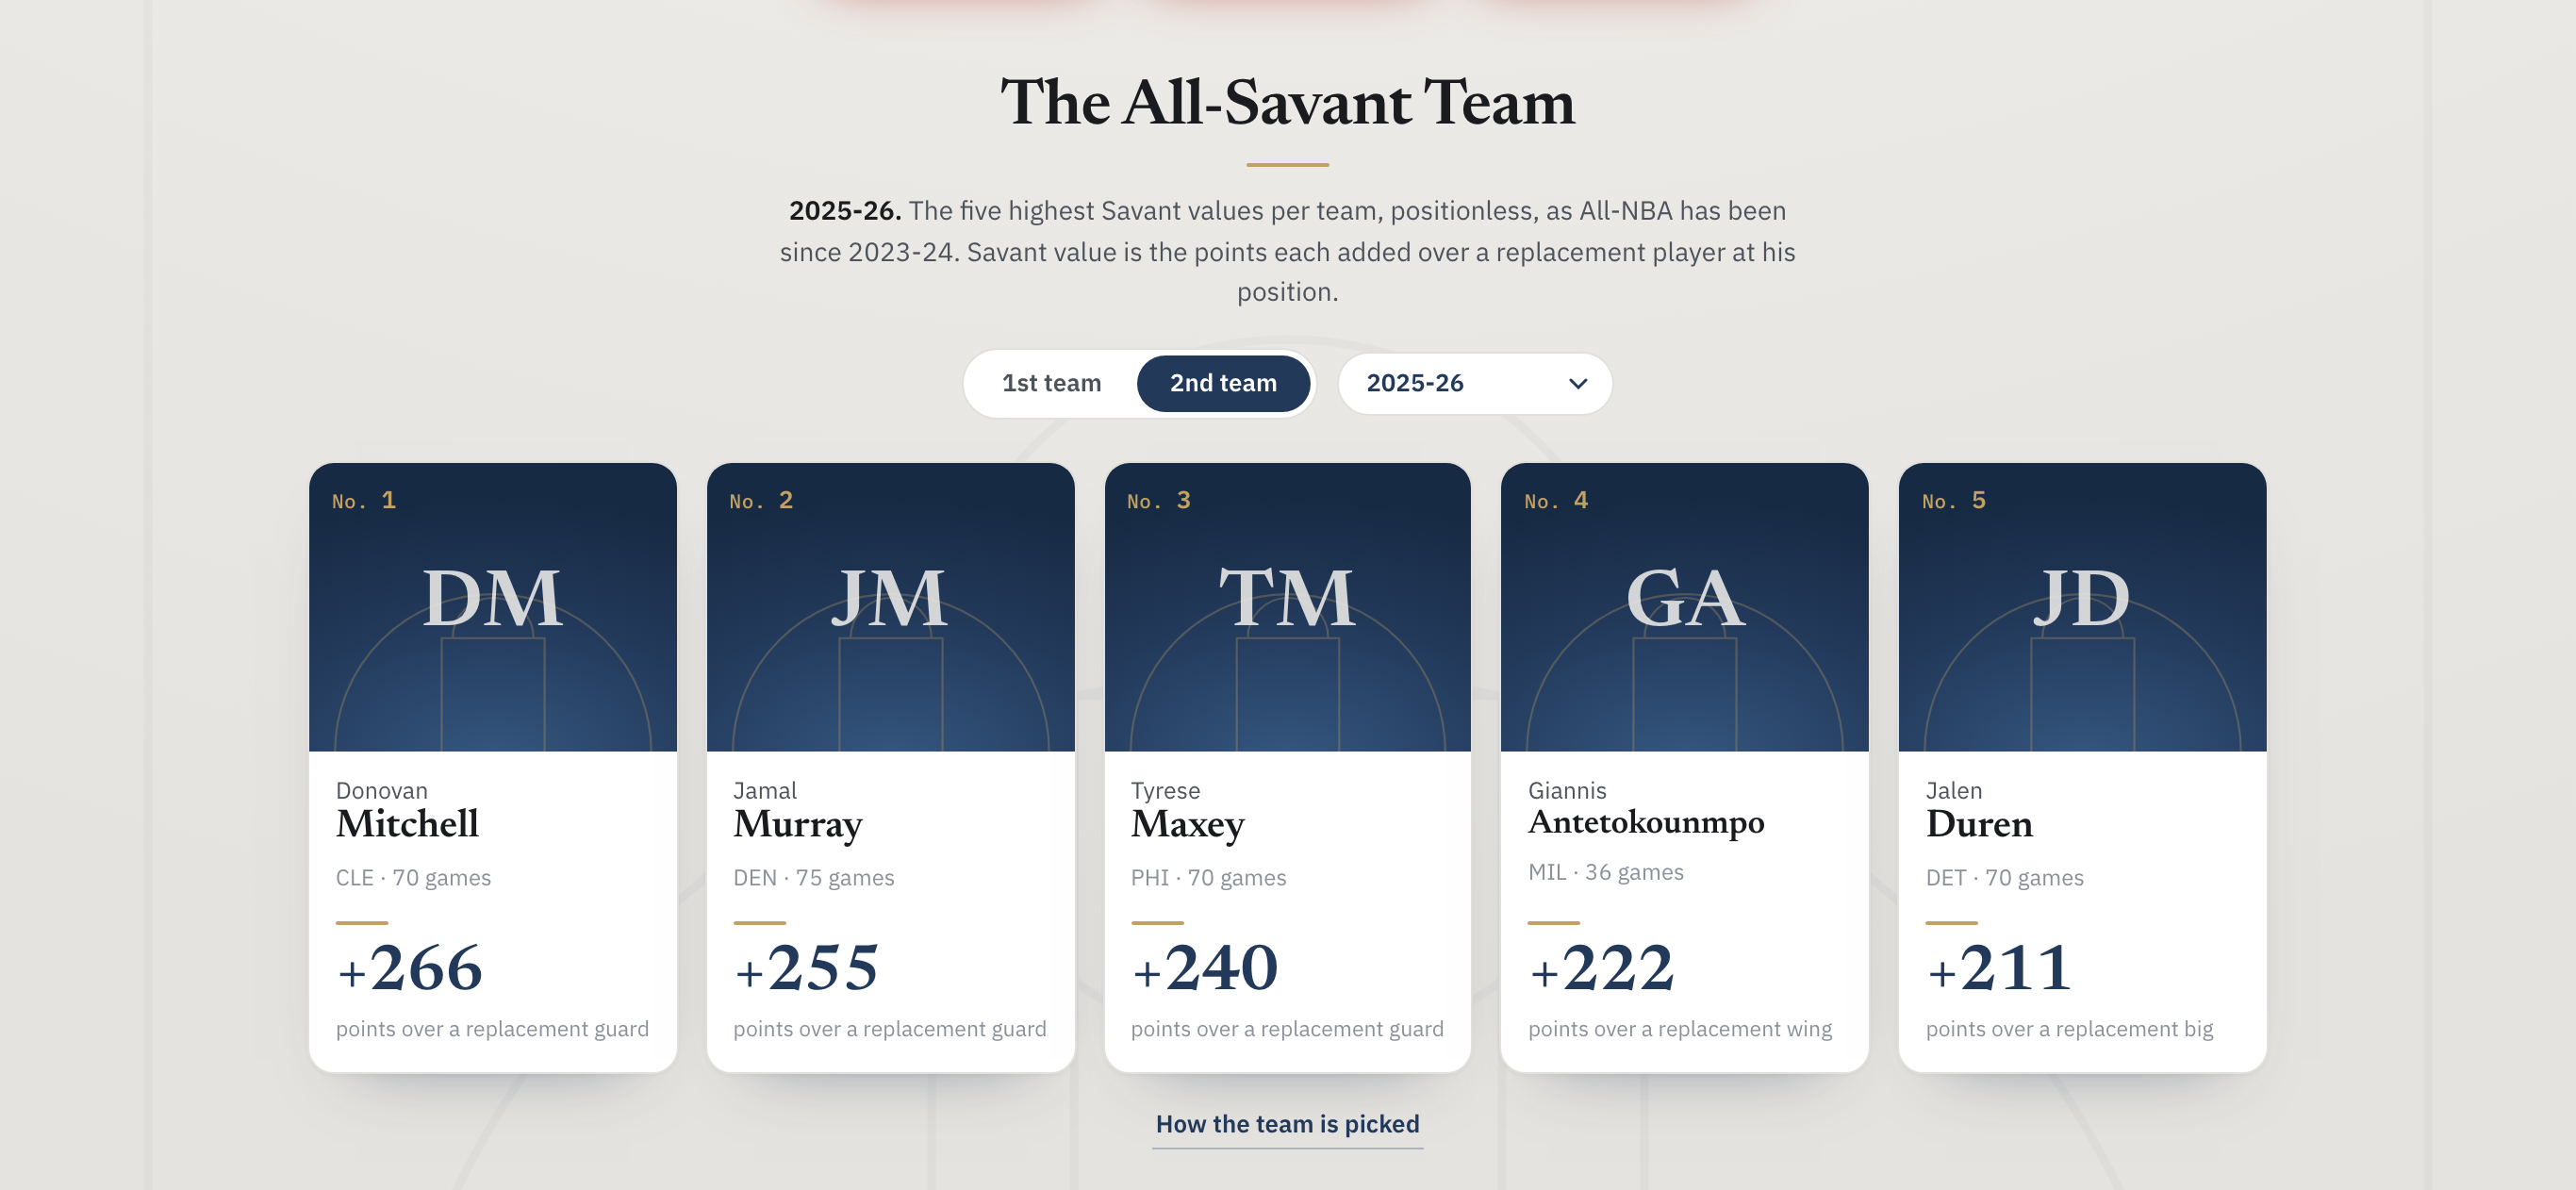 The All-Savant Team
2025-26. The five highest Savant values per team, positionless, as All-NBA has been
since 2023-24. Savant value is the points each added over a replacement player at his
position.
1st team
2nd team
2025-26
No. 1
DM
Donovan
Mitchell
CLE · 70 games
+266
points over a replacement guard
No. 2
JM
Jamal
Murray
DEN · 75 games
+255
points over a replacement guard
No. 3
TM
Tyrese
Maxey
PHI · 70 games
+240
points over a replacement guard
No. 4
GA
Giannis
Antetokounmpo
MIL · 36 games
+222
points over a replacement wing
No. 5
JD
Jalen
Duren
DET · 70 games
+211
points over a replacement big
How the team is picked